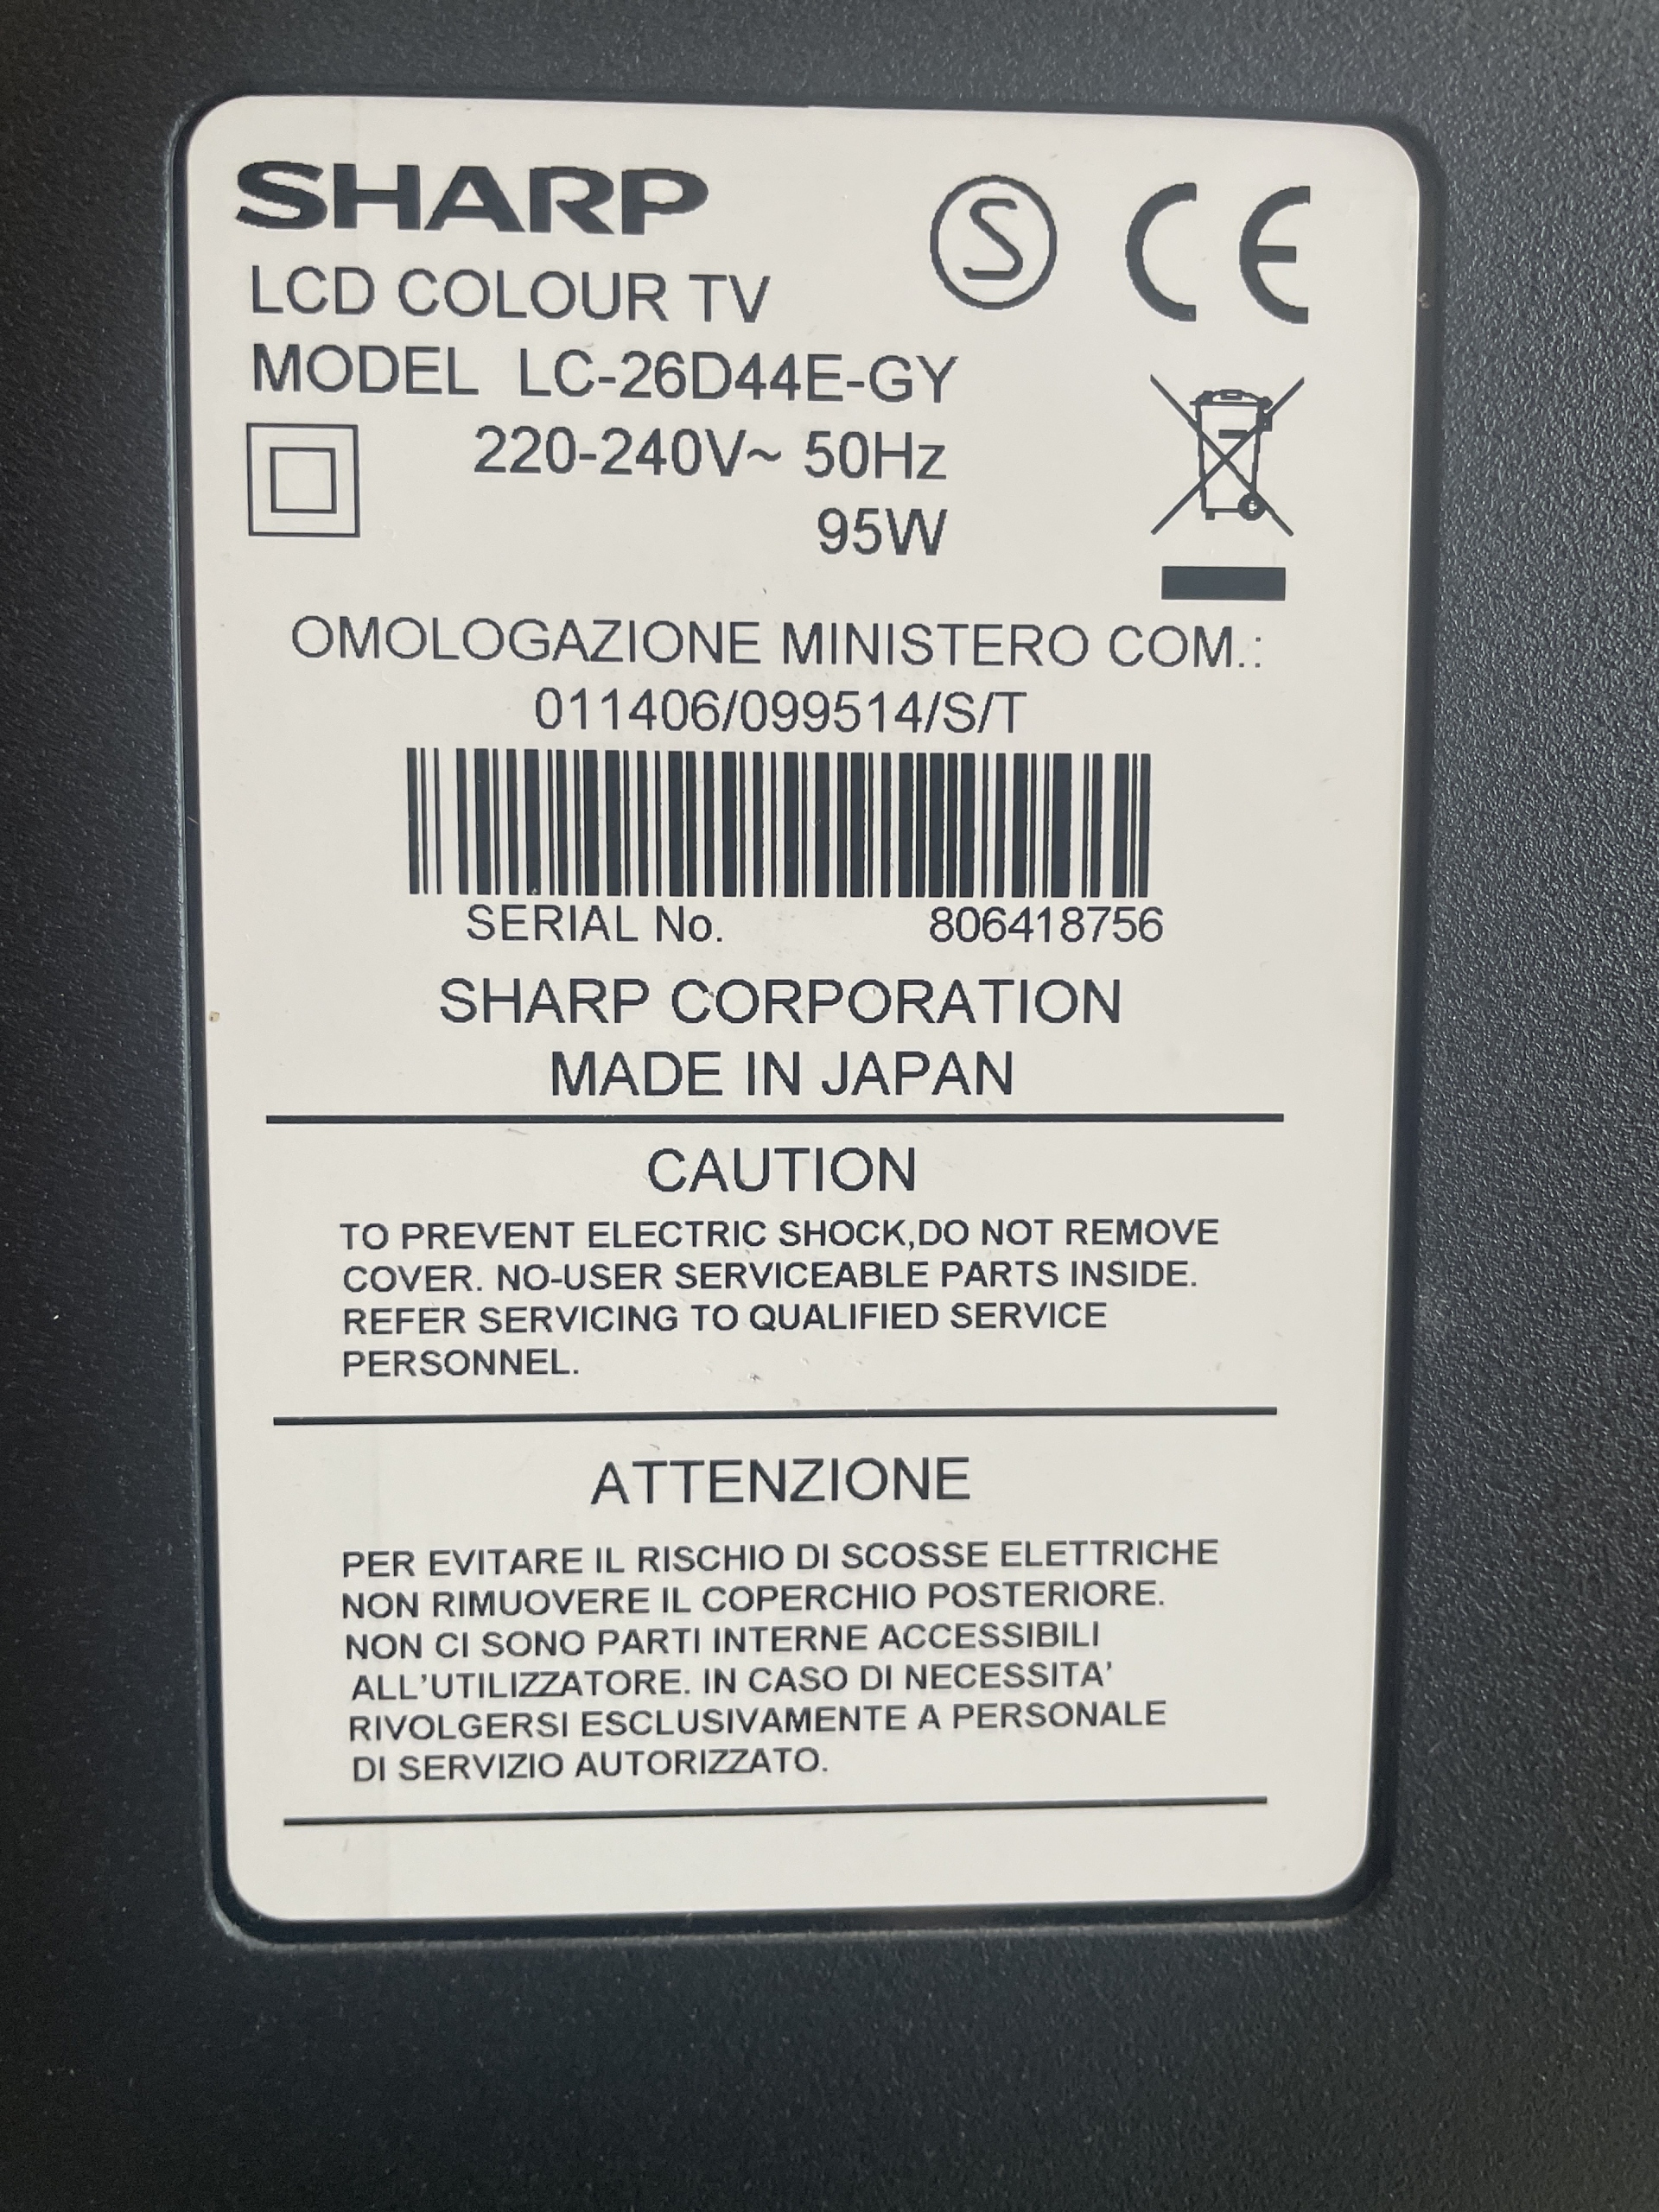 SHARP
LCD COLOUR TV
MODEL LC-26D44E-GY
220-240V~ 50Hz
95W
S
CE
OMOLOGAZIONE MINISTERO COM.:
011406/099514/S/T
SERIAL No. 806418756
SHARP CORPORATION
MADE IN JAPAN
CAUTION
TO PREVENT ELECTRIC SHOCK,DO NOT REMOVE
COVER. NO-USER SERVICEABLE PARTS INSIDE.
REFER SERVICING TO QUALIFIED SERVICE
PERSONNEL.
ATTENZIONE
PER EVITARE IL RISCHIO DI SCOSSE ELETTRICHE
NON RIMUOVERE IL COPERCHIO POSTERIORE.
NON CI SONO PARTI INTERNE ACCESSIBILI
ALL'UTILIZZATORE. IN CASO DI NECESSITA'
RIVOLGERSI ESCLUSIVAMENTE A PERSONALE
DI SERVIZIO AUTORIZZATO.